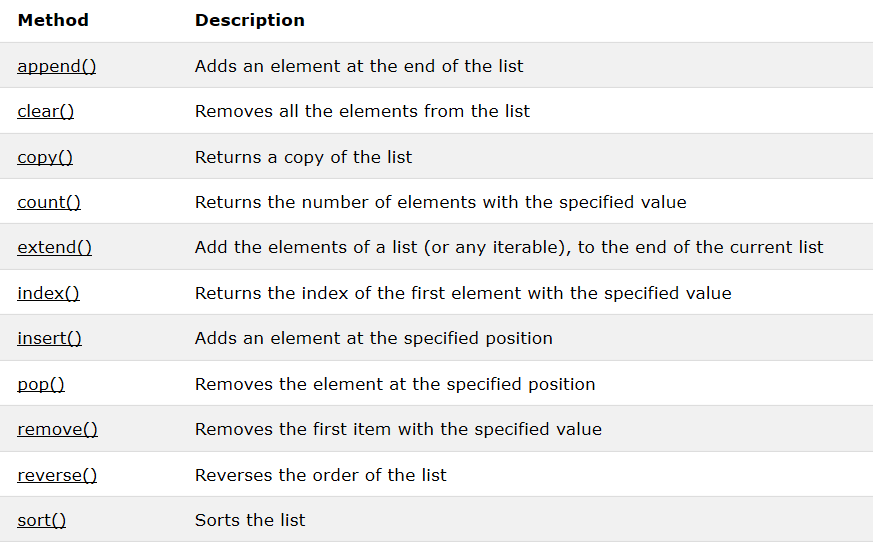 Method Description
append() Adds an element at the end of the list
clear() Removes all the elements from the list
copy() Returns a copy of the list
count() Returns the number of elements with the specified value
extend() Add the elements of a list (or any iterable), to the end of the current list
index() Returns the index of the first element with the specified value
insert() Adds an element at the specified position
pop() Removes the element at the specified position
remove() Removes the first item with the specified value
reverse() Reverses the order of the list
sort() Sorts the list